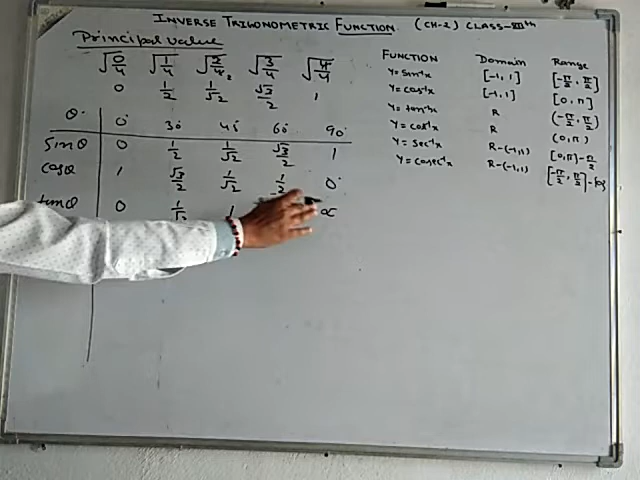 INVERSE TRIGONOMETRIC FUNCTION. (CH-2) CLASS-XIIth
Principal value
√0/4 √1/4 √2/4₂ √3/4 √4/4
0 1/2 1/√2 √3/2 1
θ° 0° 30 45 60 90
sinθ 0 1/2 1/√2 √3/2 1
cosθ 1 √3/2 1/√2 1/2 0
tanθ 0 1/√3 1 ∝
FUNCTION Domain Range
Y=sin⁻¹x [-1,1] [-π/2, π/2]
Y=cos⁻¹x [-1,1] [0,π]
Y=tan⁻¹x R (-π/2, π/2)
Y=cot⁻¹x R (0,π)
Y=sec⁻¹x R-(-1,1) [0,π]-π/2
Y=cosec⁻¹x R-(-1,1) [-π/2, π/2]-{0}